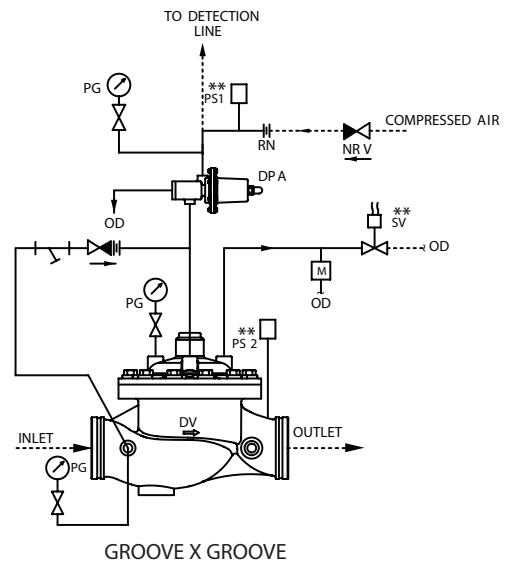 TO DETECTION
LINE
PG
**
PS1
COMPRESSED AIR
RN
NR V
DP A
OD
**
SV
OD
M
OD
PG
**
PS 2
DV
INLET
OUTLET
PG
GROOVE X GROOVE